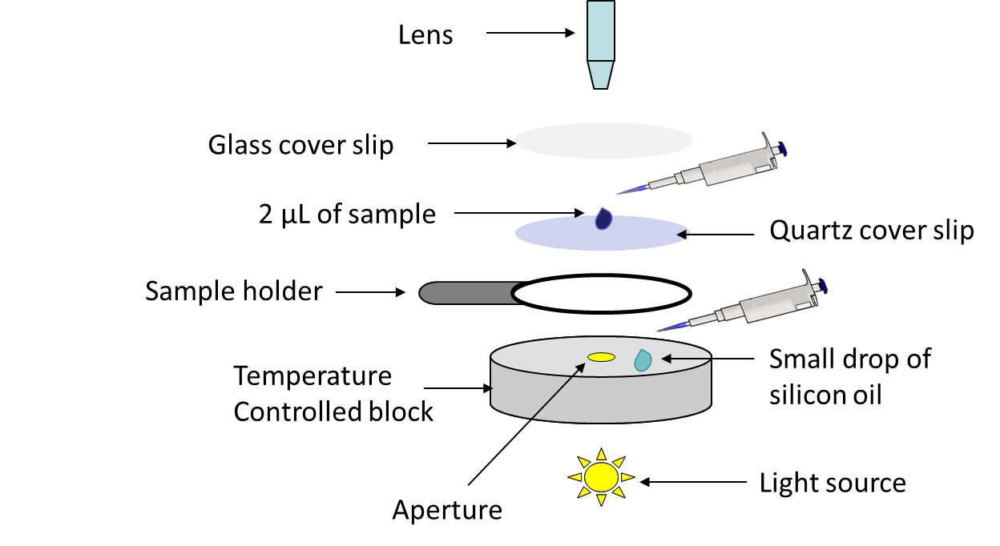 Lens
Glass cover slip
2 µL of sample
Quartz cover slip
Sample holder
Small drop of
silicon oil
Temperature
Controlled block
Light source
Aperture